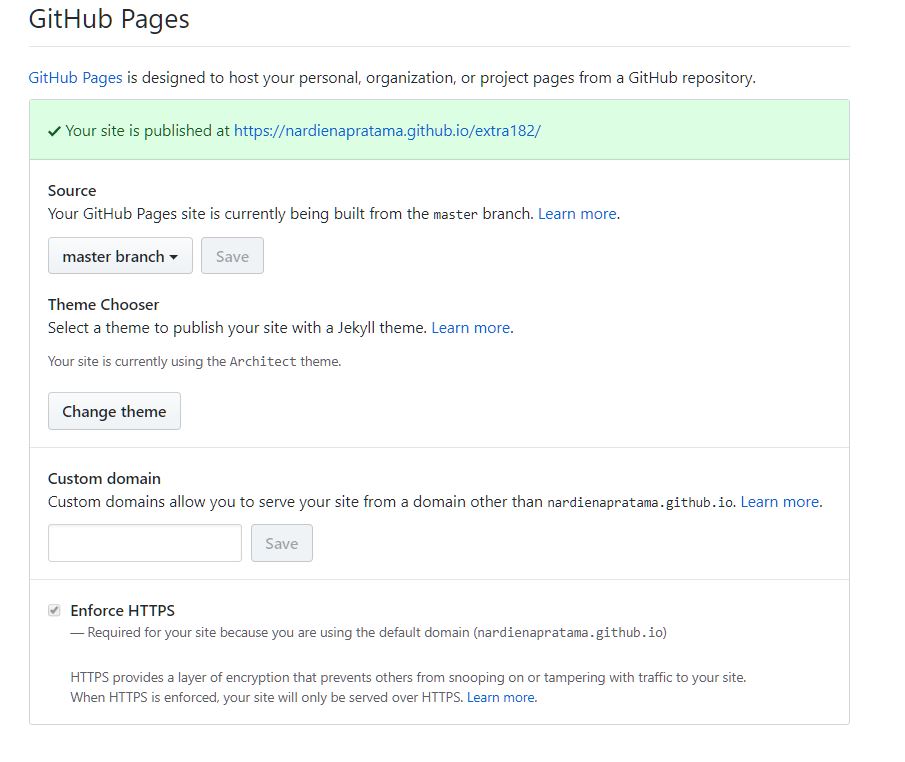 GitHub Pages
GitHub Pages is designed to host your personal, organization, or project pages from a GitHub repository.
Your site is published at https://nardienapratama.github.io/extra182/
Source
Your GitHub Pages site is currently being built from the master branch. Learn more.
master branch Save
Theme Chooser
Select a theme to publish your site with a Jekyll theme. Learn more.
Your site is currently using the Architect theme.
Change theme
Custom domain
Custom domains allow you to serve your site from a domain other than nardienapratama.github.io. Learn more.
Save
Enforce HTTPS
— Required for your site because you are using the default domain (nardienapratama.github.io)
HTTPS provides a layer of encryption that prevents others from snooping on or tampering with traffic to your site.
When HTTPS is enforced, your site will only be served over HTTPS. Learn more.